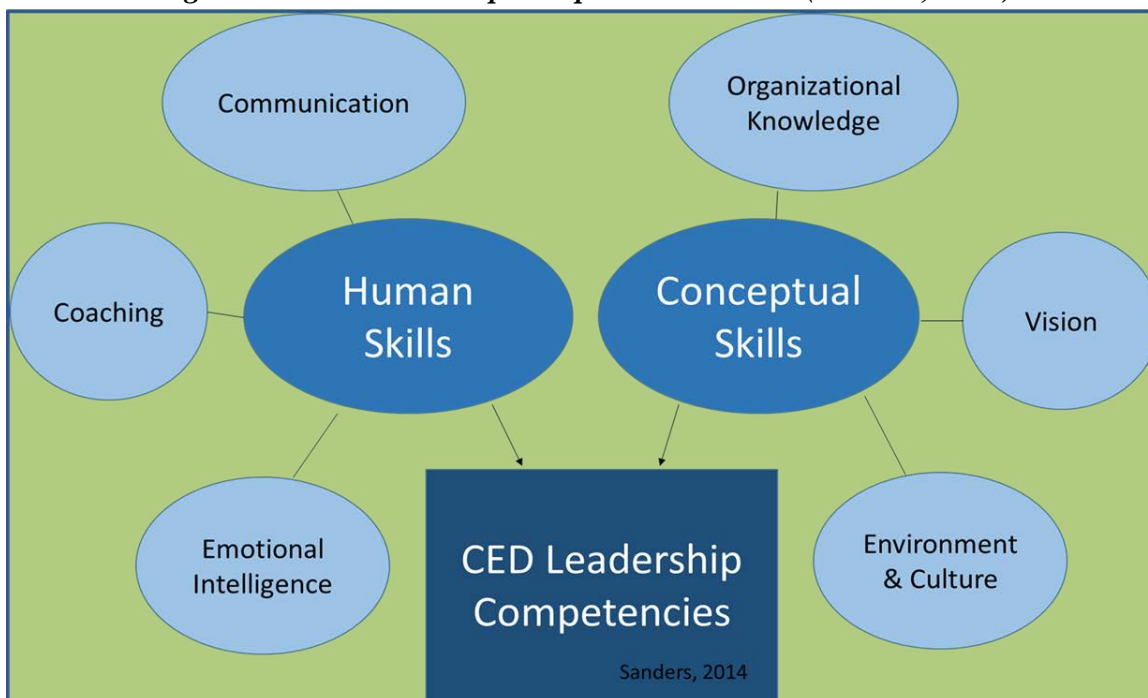 Communication
Organizational
Knowledge
Coaching
Human
Skills
Conceptual
Skills
Vision
Emotional
Intelligence
CED Leadership
Competencies
Sanders, 2014
Environment
& Culture